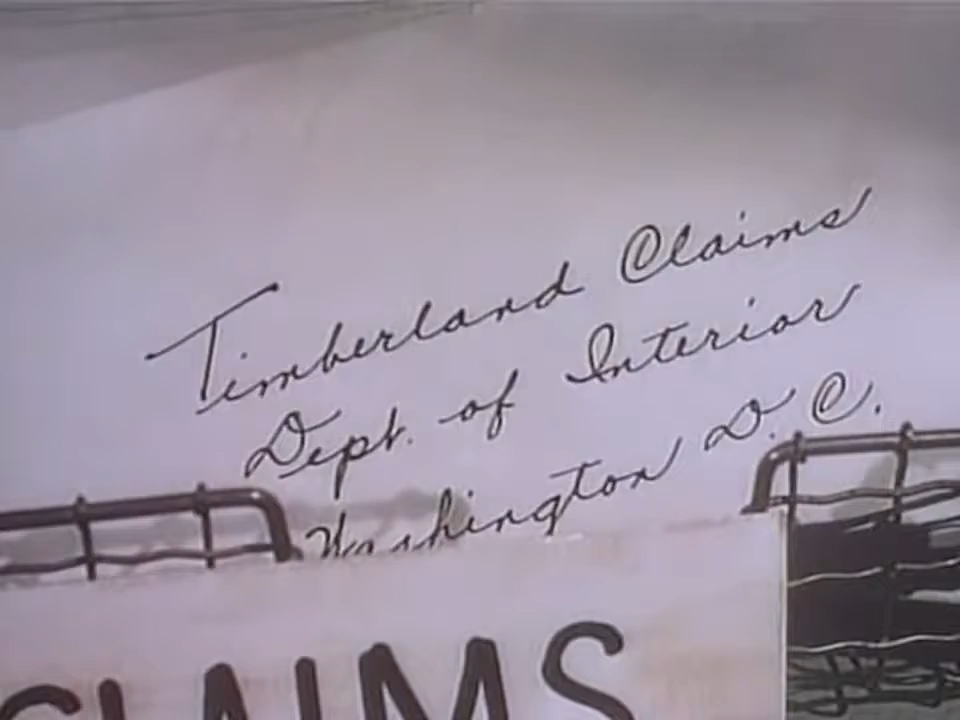 Timberland Claims
Dept. of Interior
Washington D.C.
CLAIMS